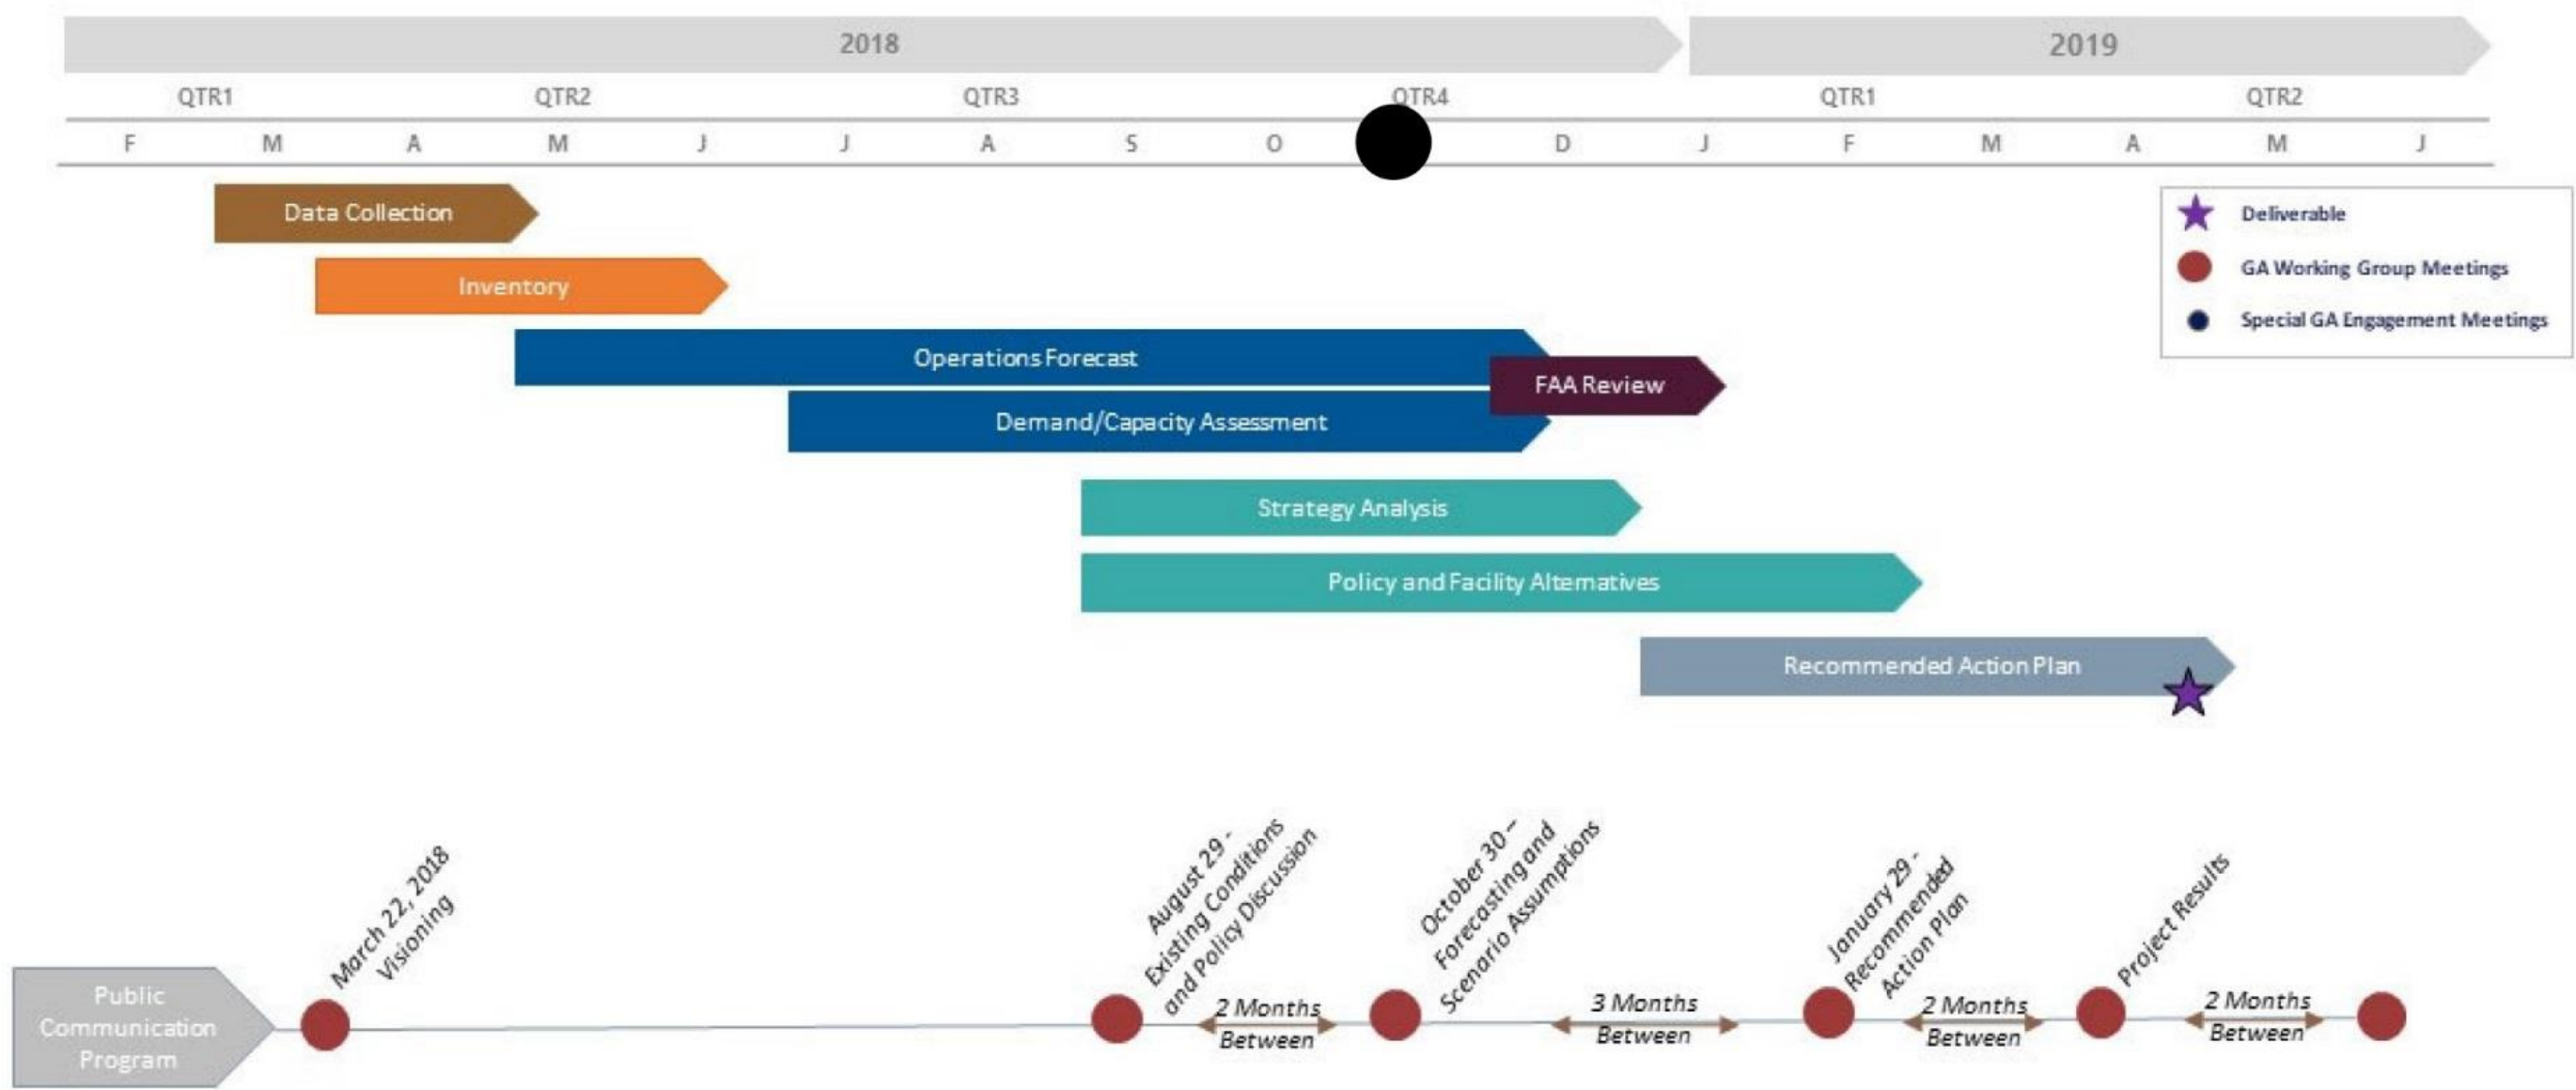 2018 2019
QTR1 QTR2 QTR3 QTR4 QTR1 QTR2
F M A M J J A S O D J F M A M J
Data Collection
Inventory
Operations Forecast
FAA Review
Demand/Capacity Assessment
Strategy Analysis
Policy and Facility Alternatives
Recommended Action Plan
Deliverable
GA Working Group Meetings
Special GA Engagement Meetings
Public
Communication
Program
March 22, 2018
Visioning
August 29 -
Existing Conditions
and Policy Discussion
2 Months
Between
October 30 –
Forecasting and
Scenario Assumptions
3 Months
Between
January 29 -
Recommended
Action Plan
2 Months
Between
Project Results
2 Months
Between